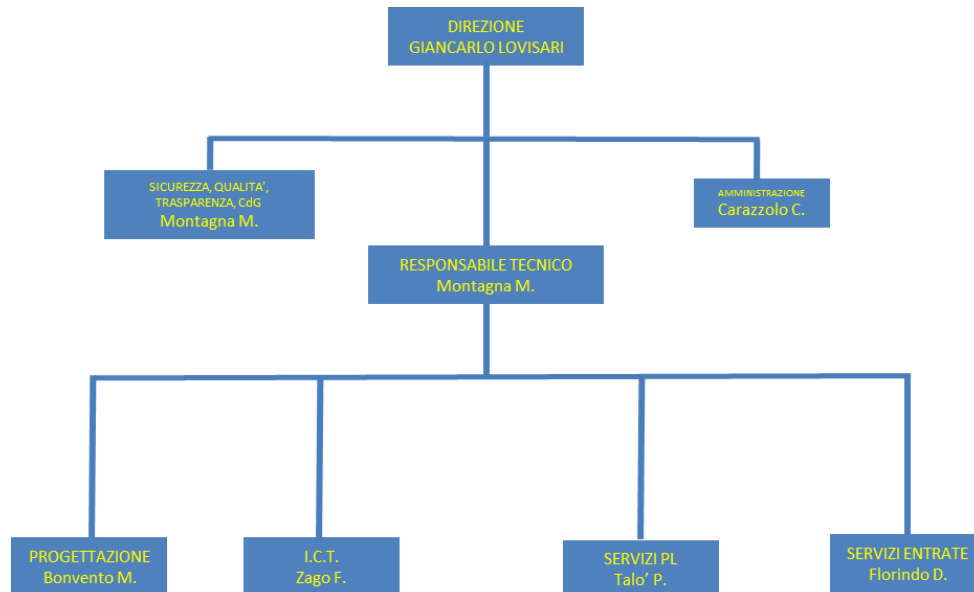 DIREZIONE
GIANCARLO LOVISARI
SICUREZZA, QUALITA’,
TRASPARENZA, CdG
Montagna M.
AMMINISTRAZIONE
Carazzolo C.
RESPONSABILE TECNICO
Montagna M.
PROGETTAZIONE
Bonvento M.
I.C.T.
Zago F.
SERVIZI PL
Talo’ P.
SERVIZI ENTRATE
Florindo D.